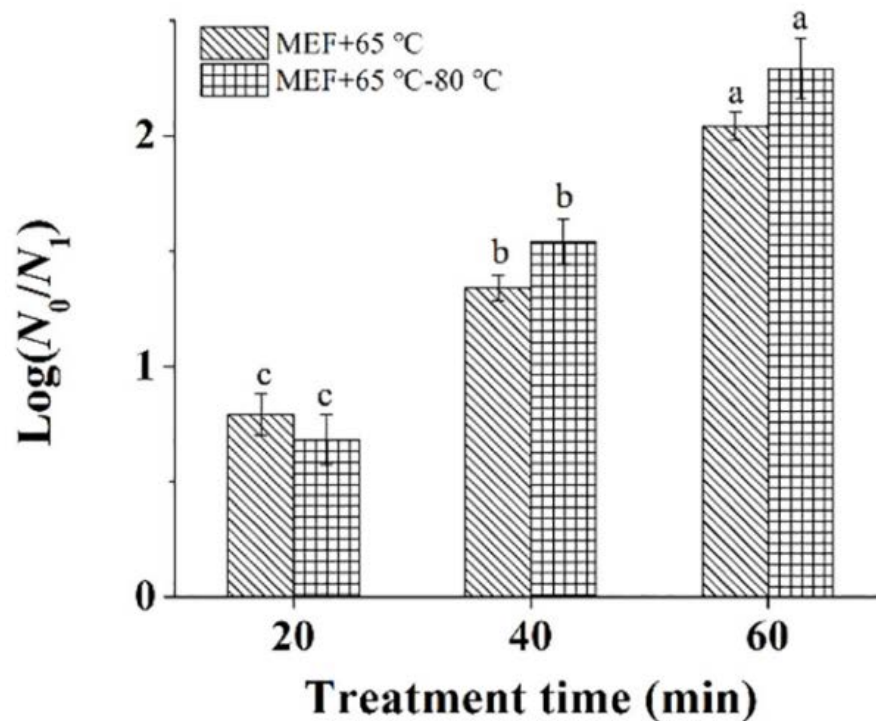 MEF+65 ℃
MEF+65 ℃-80 ℃
Log(N₀/N₁)
2
1
0
c
c
b
b
a
a
20
40
60
Treatment time (min)